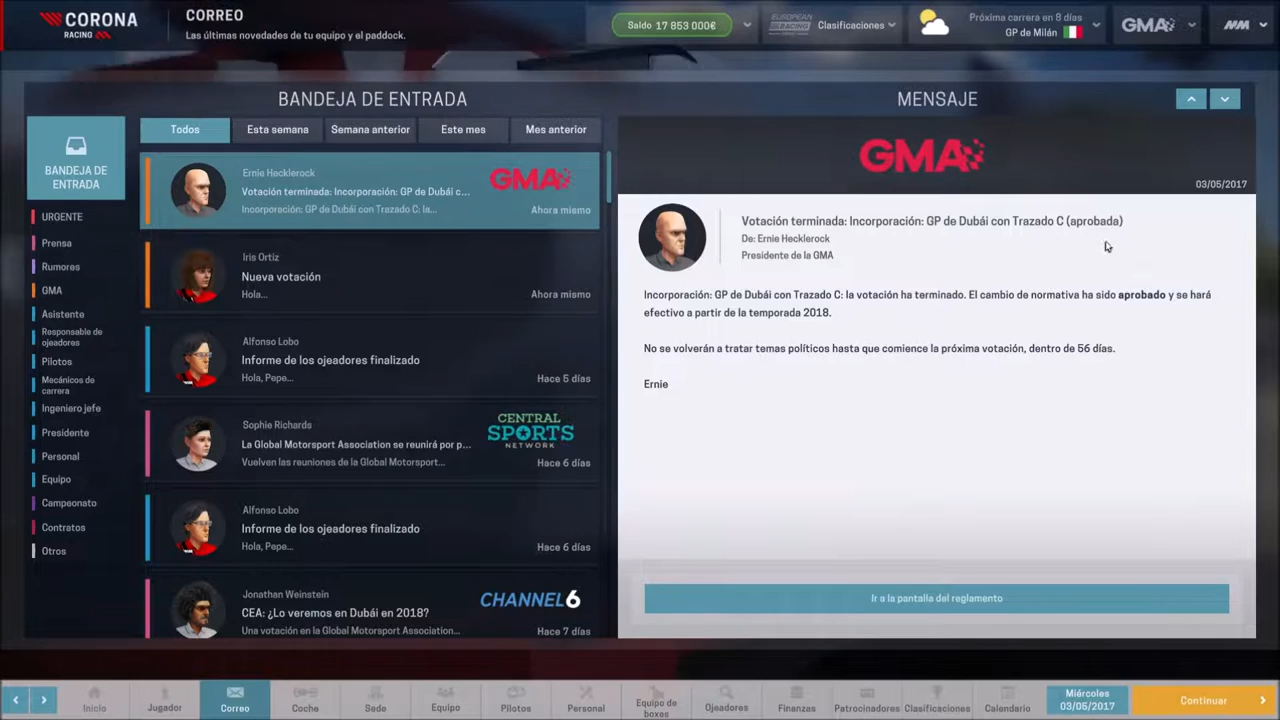 CORONA
RACING
CORREO
Las últimas novedades de tu equipo y el paddock.
Saldo 17 853 000€
EUROPEAN
RACING
Clasificaciones
Próxima carrera en 8 días
GP de Milán
GMA
BANDEJA DE ENTRADA
MENSAJE
BANDEJA DE
ENTRADA
URGENTE
Prensa
Rumores
GMA
Asistente
Responsable de
ojeadores
Pilotos
Mecánicos de
carrera
Ingeniero jefe
Presidente
Personal
Equipo
Campeonato
Contratos
Otros
Todos
Esta semana
Semana anterior
Este mes
Mes anterior
Ernie Hecklerock
GMA
Votación terminada: Incorporación: GP de Dubái c...
Incorporación: GP de Dubái con Trazado C: la...
Ahora mismo
Iris Ortiz
Nueva votación
Hola...
Ahora mismo
Alfonso Lobo
Informe de los ojeadores finalizado
Hola, Pepe...
Hace 5 días
Sophie Richards
CENTRAL
SPORTS
NETWORK
La Global Motorsport Association se reunirá por p...
Vuelven las reuniones de la Global Motorsport...
Hace 6 días
Alfonso Lobo
Informe de los ojeadores finalizado
Hola, Pepe...
Hace 6 días
Jonathan Weinstein
CHANNEL6
CEA: ¿Lo veremos en Dubái en 2018?
Una votación en la Global Motorsport Association...
Hace 7 días
GMA
03/05/2017
Votación terminada: Incorporación: GP de Dubái con Trazado C (aprobada)
De: Ernie Hecklerock
Presidente de la GMA
Incorporación: GP de Dubái con Trazado C: la votación ha terminado. El cambio de normativa ha sido aprobado y se hará
efectivo a partir de la temporada 2018.
No se volverán a tratar temas políticos hasta que comience la próxima votación, dentro de 56 días.
Ernie
Ir a la pantalla del reglamento
Inicio
Jugador
Correo
Coche
Sede
Equipo
Pilotos
Personal
Equipo de
boxes
Ojeadores
Finanzas
Patrocinadores
Clasificaciones
Calendario
Miércoles
03/05/2017
Continuar